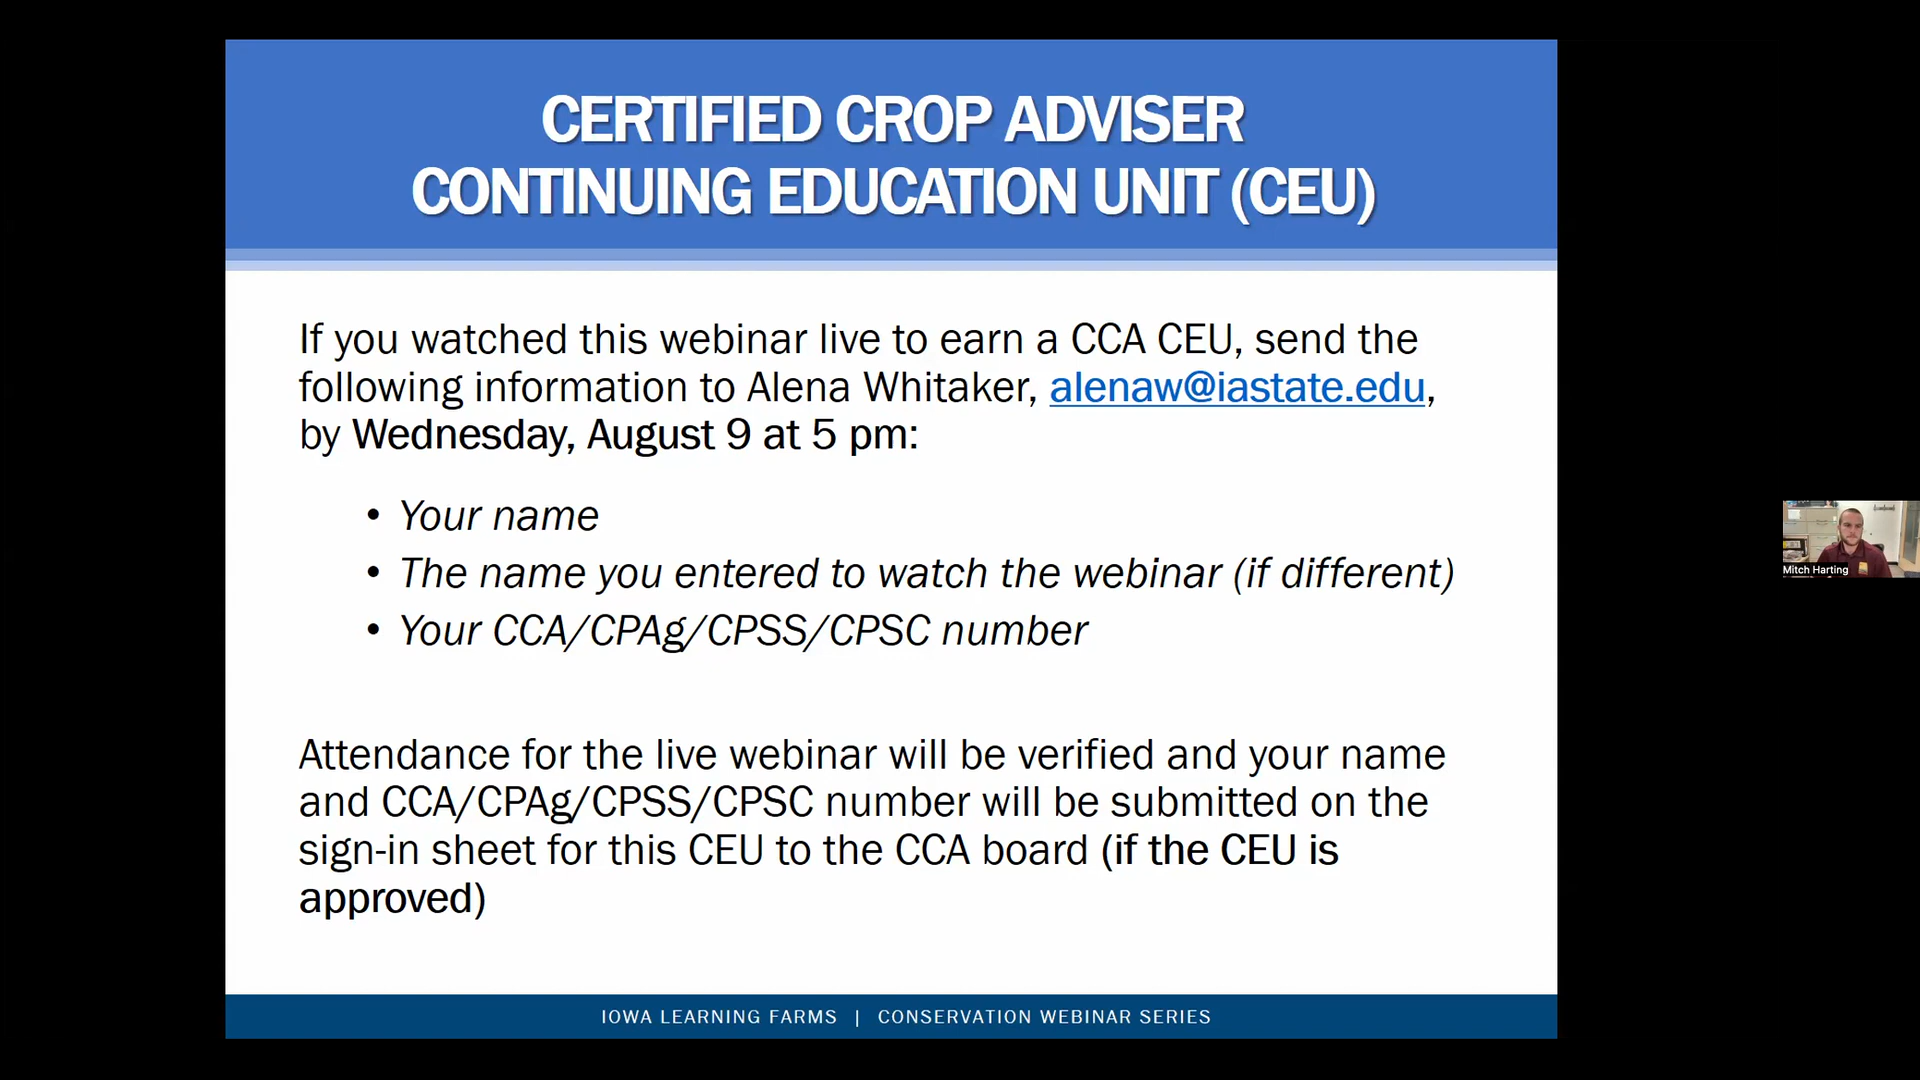 CERTIFIED CROP ADVISER
CONTINUING EDUCATION UNIT (CEU)
If you watched this webinar live to earn a CCA CEU, send the
following information to Alena Whitaker, alenaw@iastate.edu,
by Wednesday, August 9 at 5 pm:
• Your name
• The name you entered to watch the webinar (if different)
• Your CCA/CPAg/CPSS/CPSC number
Attendance for the live webinar will be verified and your name
and CCA/CPAg/CPSS/CPSC number will be submitted on the
sign-in sheet for this CEU to the CCA board (if the CEU is
approved)
IOWA LEARNING FARMS | CONSERVATION WEBINAR SERIES
Mitch Harting